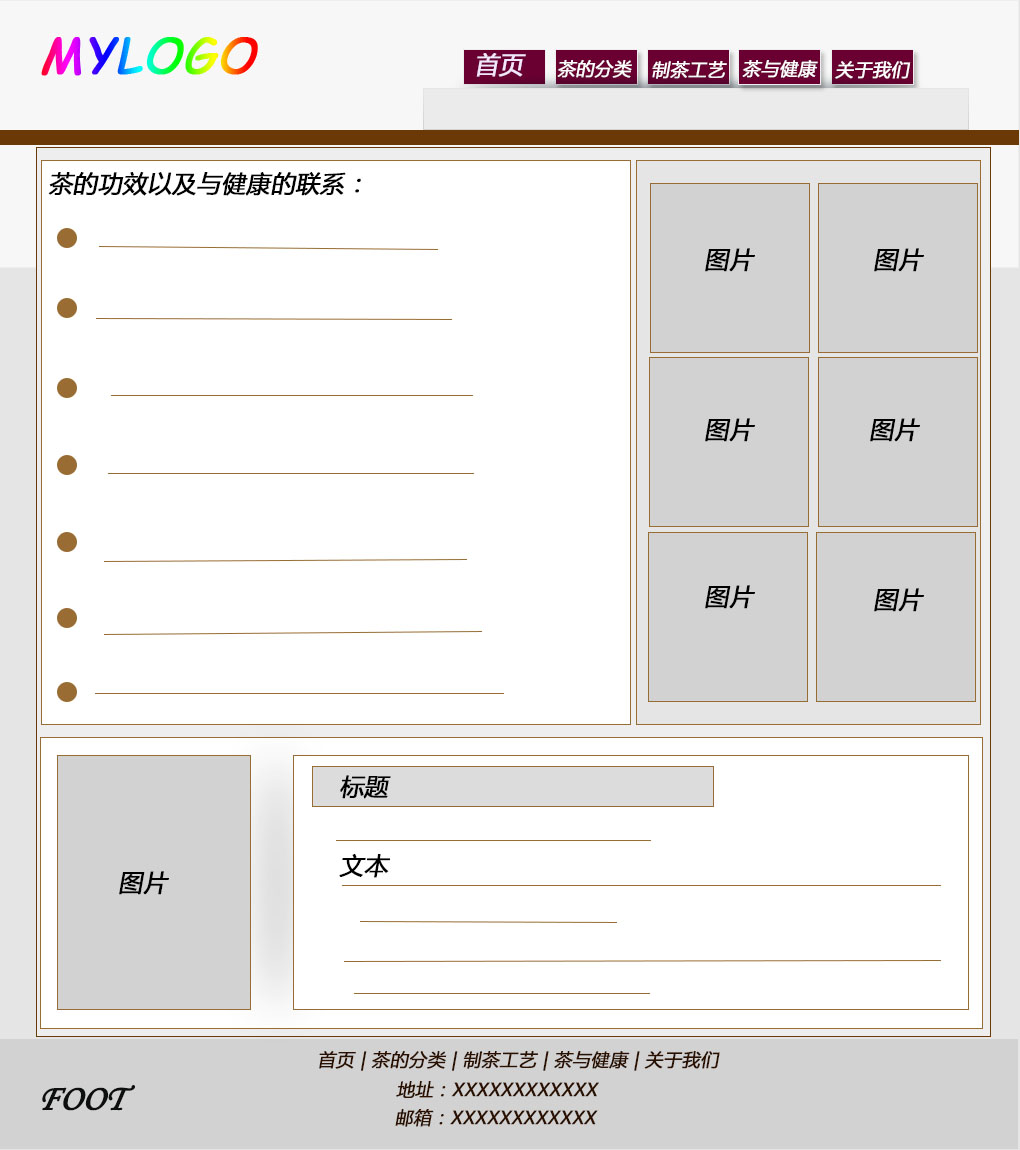 MYLOGO
首页 茶的分类 制茶工艺 茶与健康 关于我们
茶的功效以及与健康的联系：
图片 图片
图片 图片
图片 图片
标题
文本
图片
首页 | 茶的分类 | 制茶工艺 | 茶与健康 | 关于我们
地址：XXXXXXXXXXXX
FOOT
邮箱：XXXXXXXXXXXX